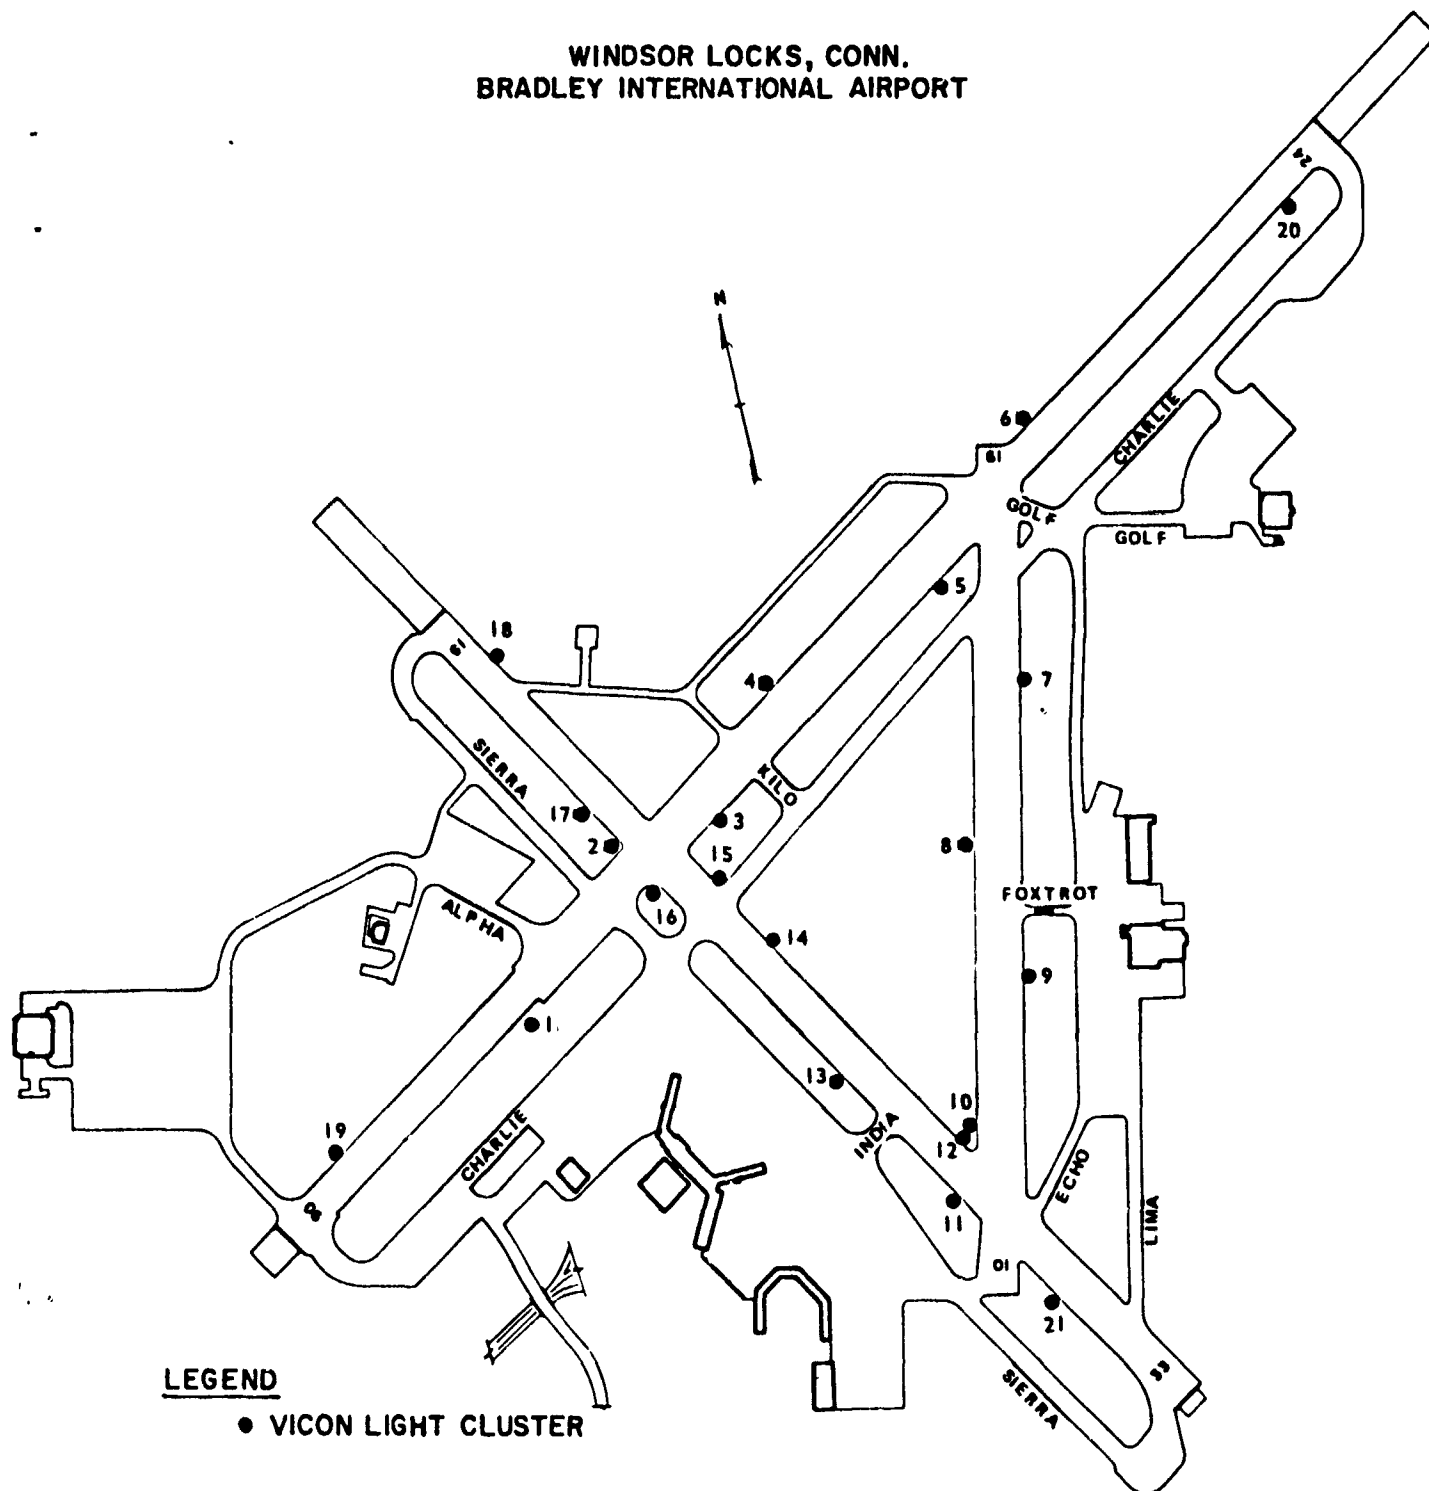 WINDSOR LOCKS, CONN.
BRADLEY INTERNATIONAL AIRPORT
24
20
N
6
19
CHARLIE
GOLF
GOLF
5
18
19
4
7
SIERRA
KILO
17
3
2
8
15
FOXTROT
16
ALPHA
14
9
1.
13
10
19
12
CHARLIE
INDIA
ECHO
11
06
LIMA
01
21
33
SIERRA
LEGEND
● VICON LIGHT CLUSTER